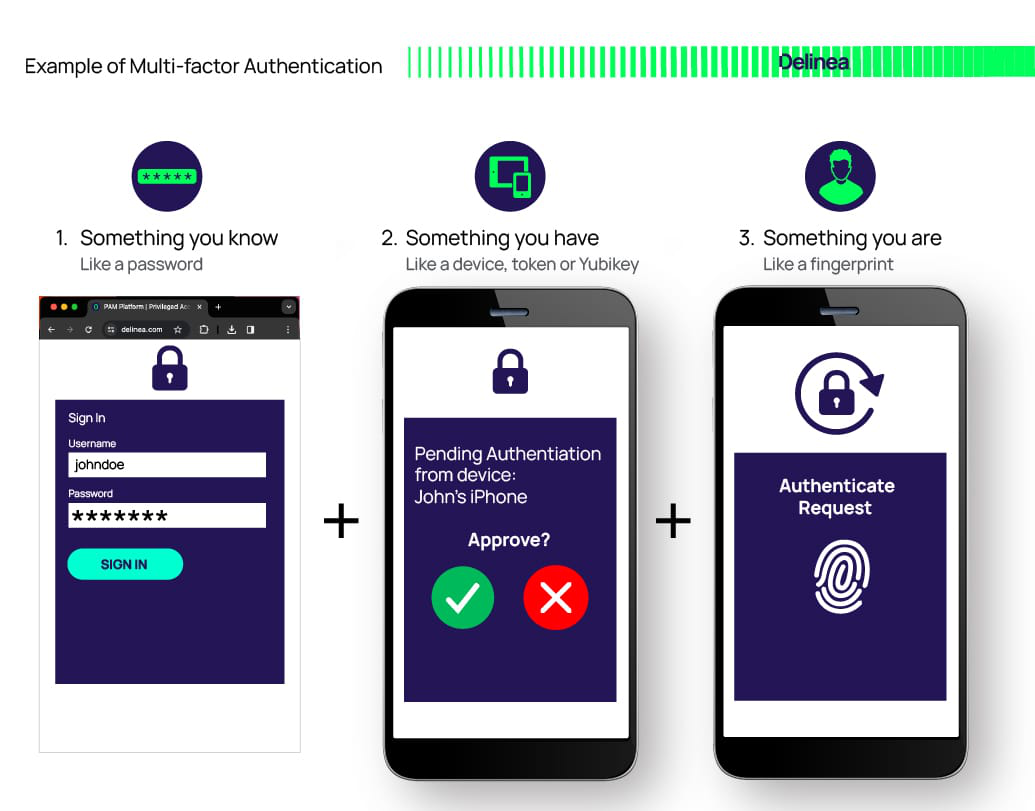 Example of Multi-factor Authentication
Delinea
*****
1. Something you know
Like a password
2. Something you have
Like a device, token or Yubikey
3. Something you are
Like a fingerprint
PAM Platform | Privileged Acc
delinea.com
Sign In
Username
johndoe
Password
*******
SIGN IN
+
Pending Authentiation
from device:
John's iPhone
Approve?
+
Authenticate
Request